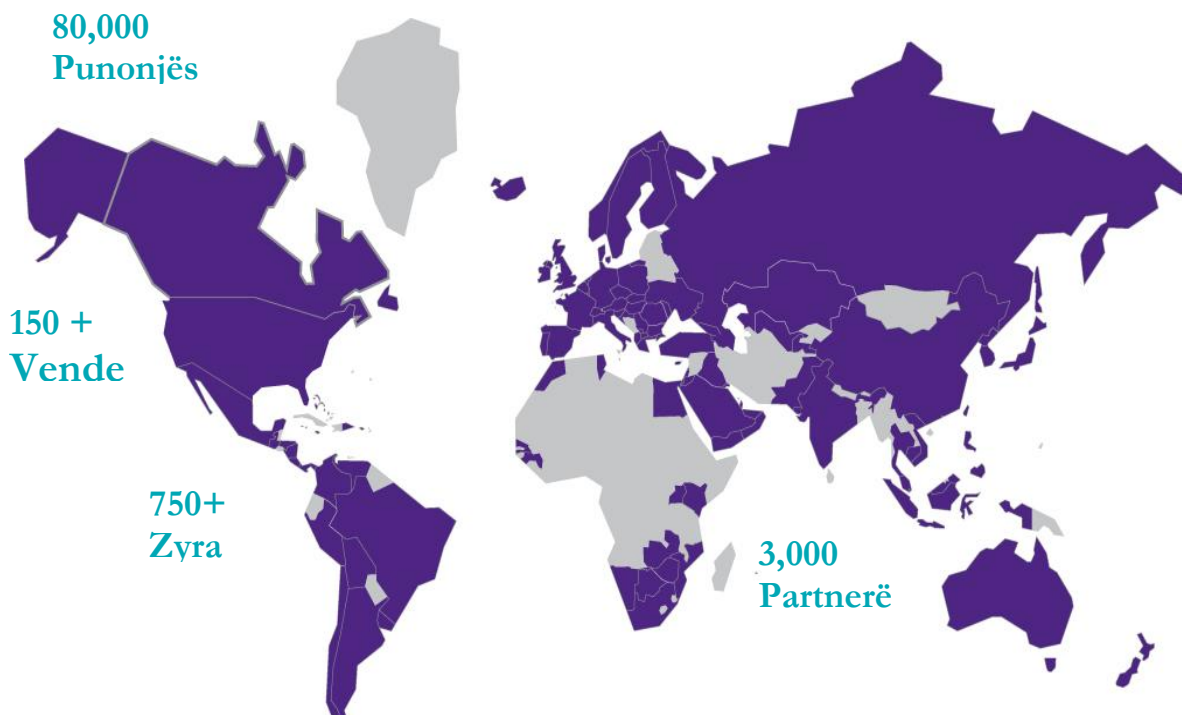 80,000
Punonjës
150 +
Vende
750+
Zyra
3,000
Partnerë